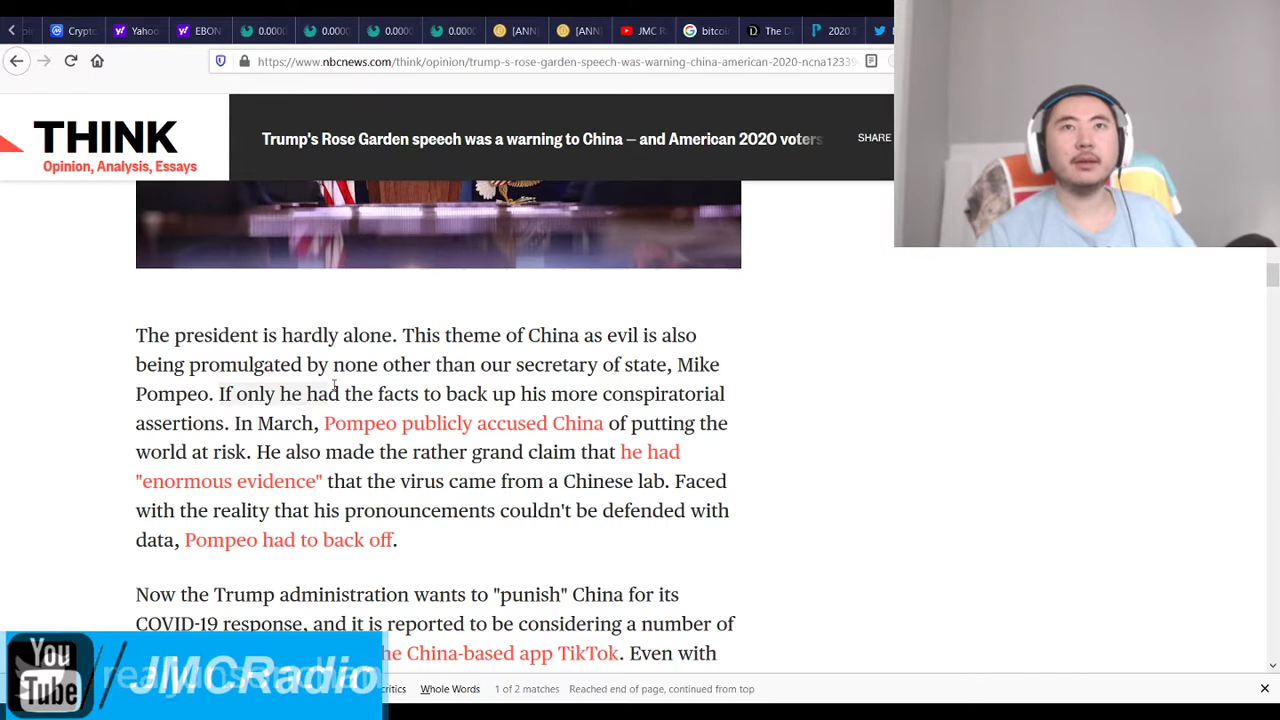 Crypto
Yahoo
EBON
0.0000
0.0000
0.0000
0.0000
[ANN]
[ANN]
JMC R
bitcoi
The D
2020 I
https://www.nbcnews.com/think/opinion/trump-s-rose-garden-speech-was-warning-china-american-2020-ncna1233
THINK
Opinion, Analysis, Essays
Trump's Rose Garden speech was a warning to China — and American 2020 voters
SHARE
The president is hardly alone. This theme of China as evil is also
being promulgated by none other than our secretary of state, Mike
Pompeo. If only he had the facts to back up his more conspiratorial
assertions. In March, Pompeo publicly accused China of putting the
world at risk. He also made the rather grand claim that he had
"enormous evidence" that the virus came from a Chinese lab. Faced
with the reality that his pronouncements couldn't be defended with
data, Pompeo had to back off.
Now the Trump administration wants to "punish" China for its
COVID-19 response, and it is reported to be considering a number of
he China-based app TikTok. Even with
You
Tube
JMCRadio
critics
Whole Words
1 of 2 matches
Reached end of page, continued from top